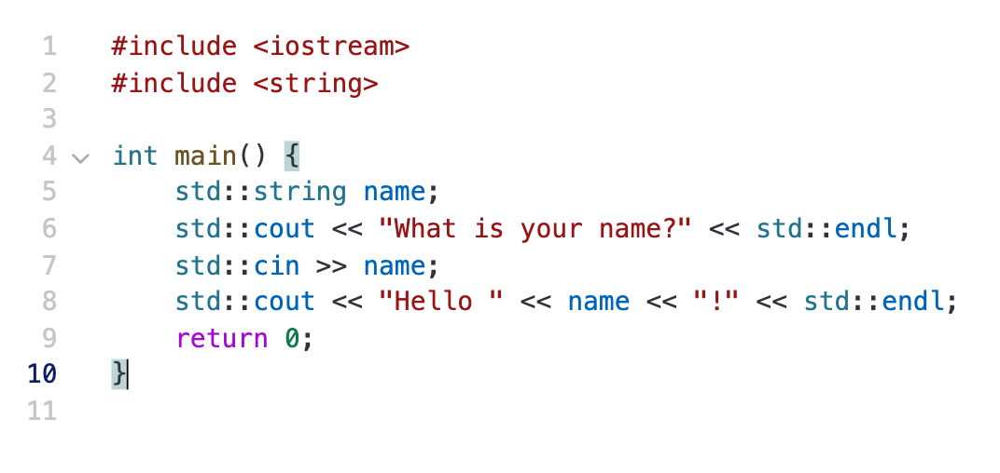 1 #include <iostream>
2 #include <string>
3
4 int main() {
5     std::string name;
6     std::cout << "What is your name?" << std::endl;
7     std::cin >> name;
8     std::cout << "Hello " << name << "!" << std::endl;
9     return 0;
10 }
11